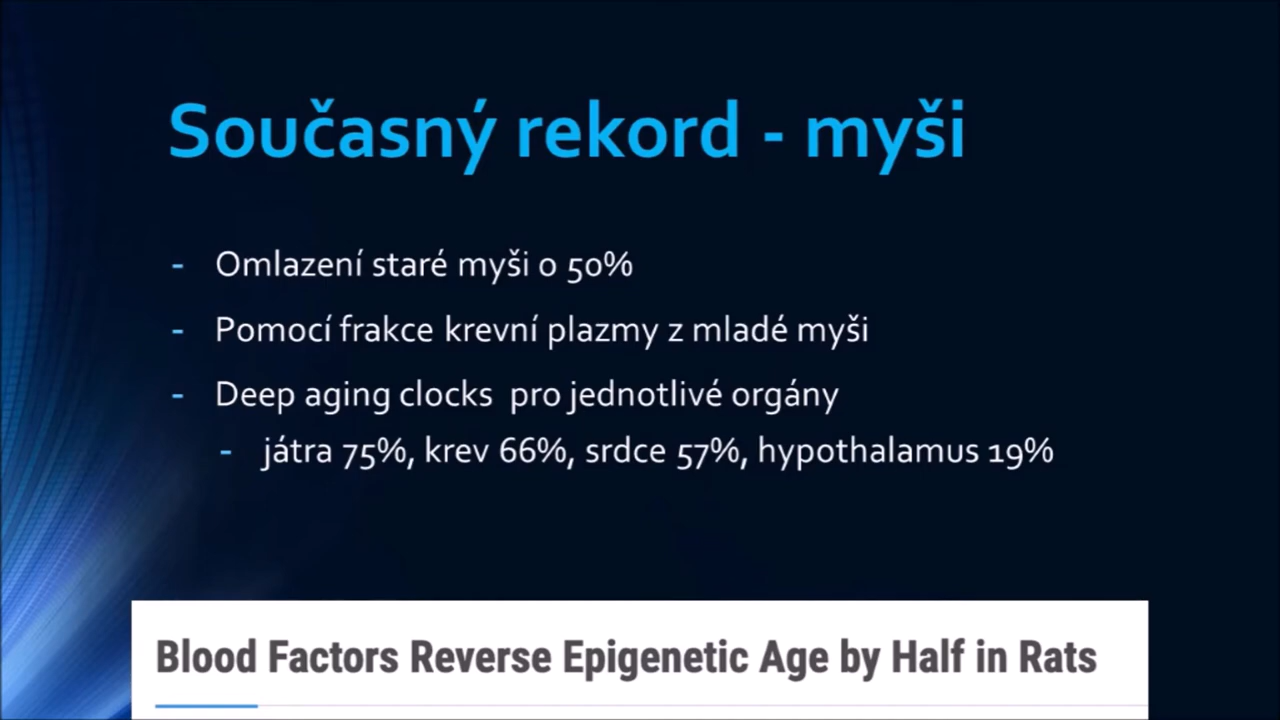 Současný rekord - myši
- Omlazení staré myši o 50%
- Pomocí frakce krevní plazmy z mladé myši
- Deep aging clocks pro jednotlivé orgány
- játra 75%, krev 66%, srdce 57%, hypothalamus 19%
Blood Factors Reverse Epigenetic Age by Half in Rats